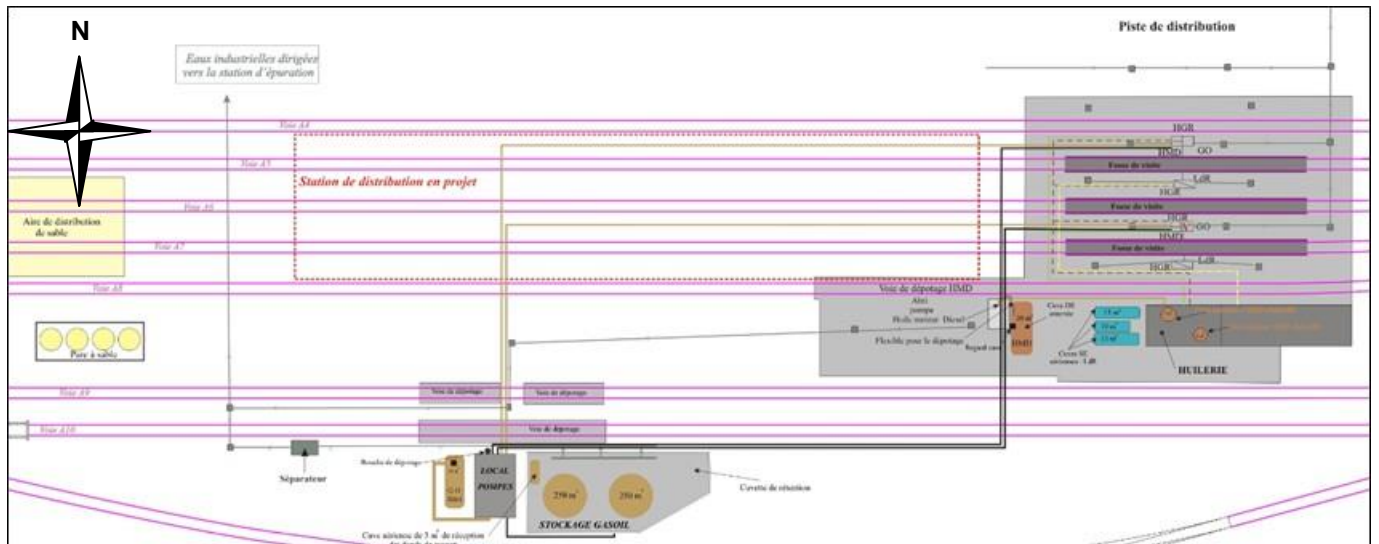 Piste de distribution
N
Eaux industrielles dirigées
vers la station d'épuration
Voie A4
HGR
HMD
GO
Voie A5
Fosse de visite
Station de distribution en projet
LdR
HGR
Voie A6
Fosse de visite
Aire de distribution
de sable
HGR
GO
HMD
Voie A7
Fosse de visite
LdR
HGR
Voie A8
Voie de dépotage HMD
Abri
pompe
Huile moteur Diesel
Cuve DE
enterrée
HMD
Flexible pour le dépotage
Parc à sable
HUILERIE
Voie A9
Voie de dépotage
Voie de dépotage
Voie A10
Voie de dépotage
Séparateur
Bouche de dépotage
LOCAL
POMPES
250 m³
250 m³
Cuvette de rétention
STOCKAGE GASOIL
Cuve aérienne de 5 m³ de réception